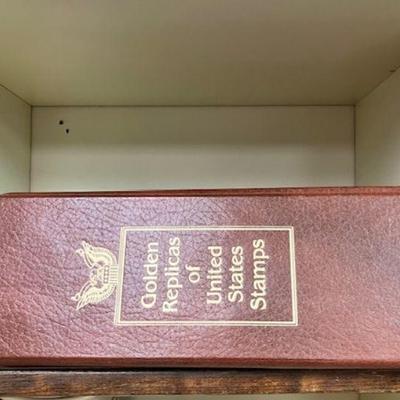 Golden
Replicas
of
United
States
Stamps